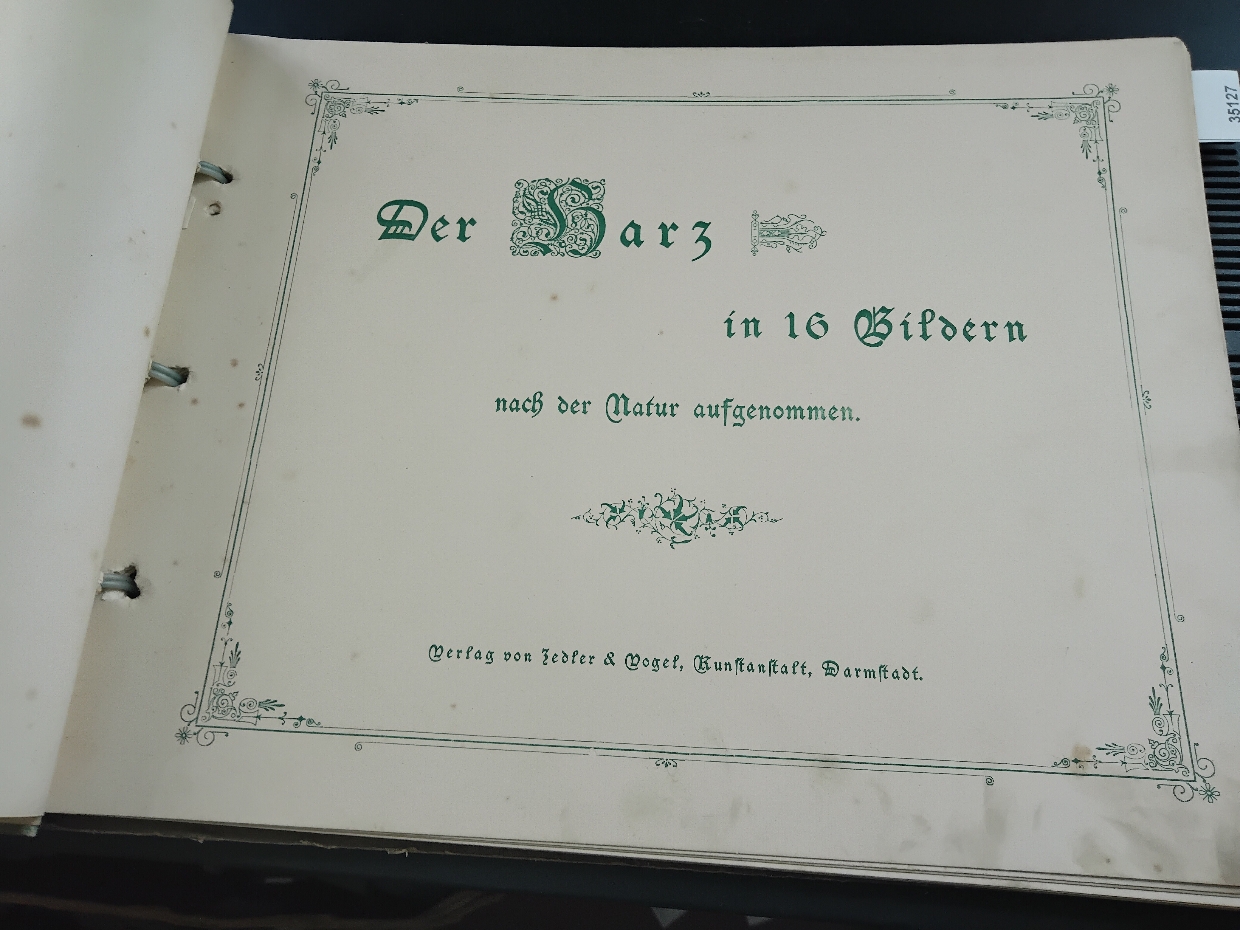 Der Harz
in 16 Bildern
nach der Natur aufgenommen.
Verlag von Zedler & Vogel, Kunstanstalt, Darmstadt.
35127